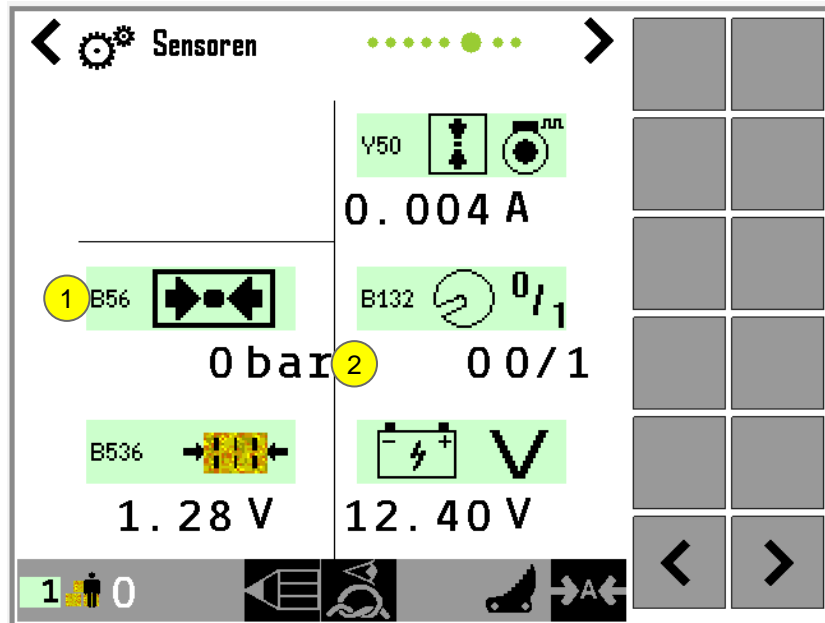 Sensoren
Y50
0.004 A
1
B56
0 bar
2
B132
0/1
0 0/1
B536
1.28 V
V
12.40 V
1
0
A